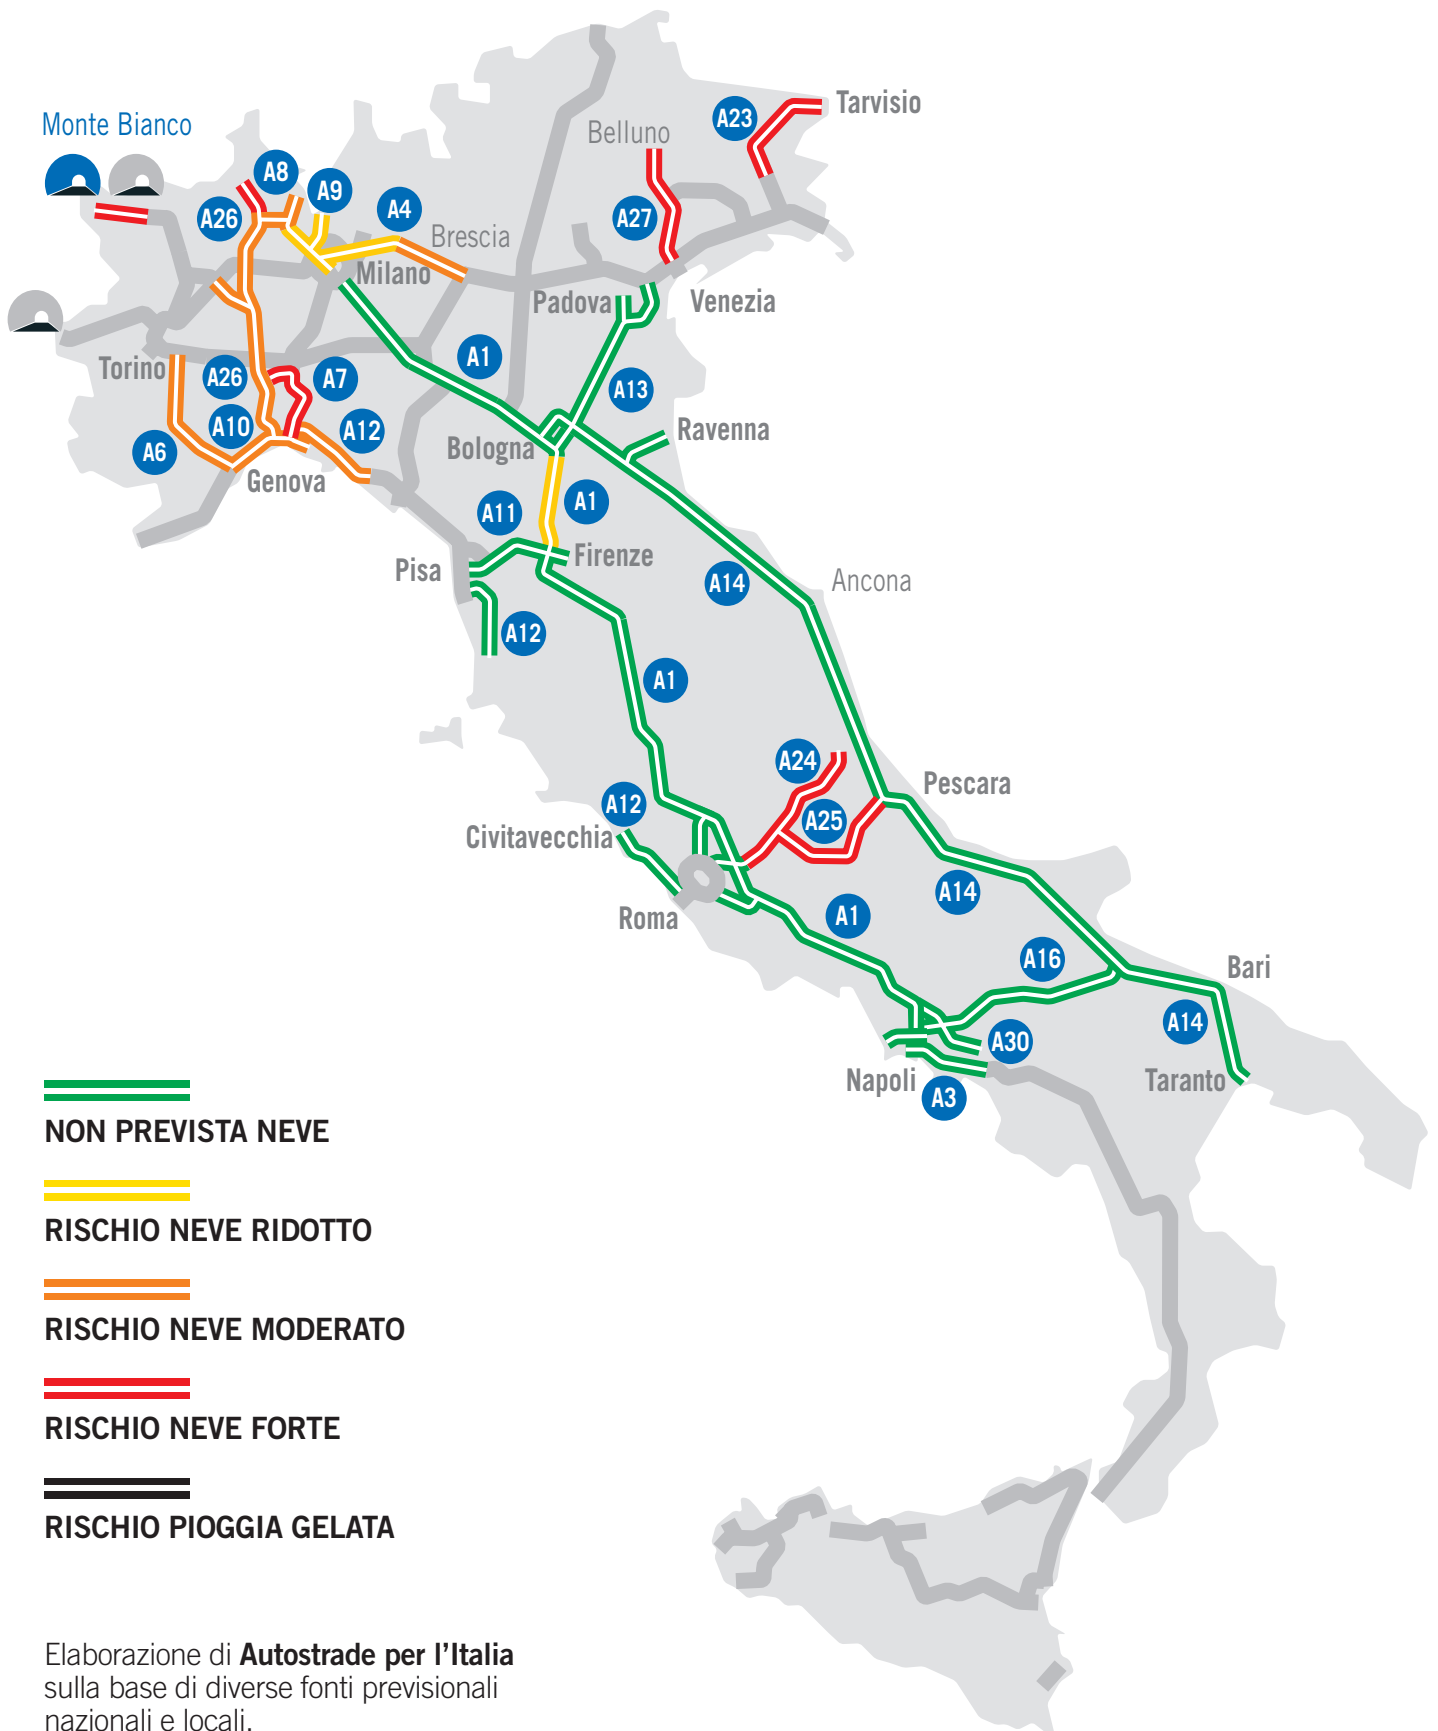 Tarvisio
A23
Monte Bianco
Belluno
A8
A9
A26
A4
A27
Brescia
Milano
Padova
Venezia
Torino
A26
A7
A1
A13
A10
A12
A6
Ravenna
Bologna
Genova
A11
A1
Pisa
Firenze
A14
Ancona
A12
A1
A24
Pescara
A12
A25
Civitavecchia
A14
Roma
A1
A16
Bari
A14
A30
Napoli
A3
Taranto
NON PREVISTA NEVE
RISCHIO NEVE RIDOTTO
RISCHIO NEVE MODERATO
RISCHIO NEVE FORTE
RISCHIO PIOGGIA GELATA
Elaborazione di Autostrade per l'Italia
sulla base di diverse fonti previsionali
nazionali e locali.